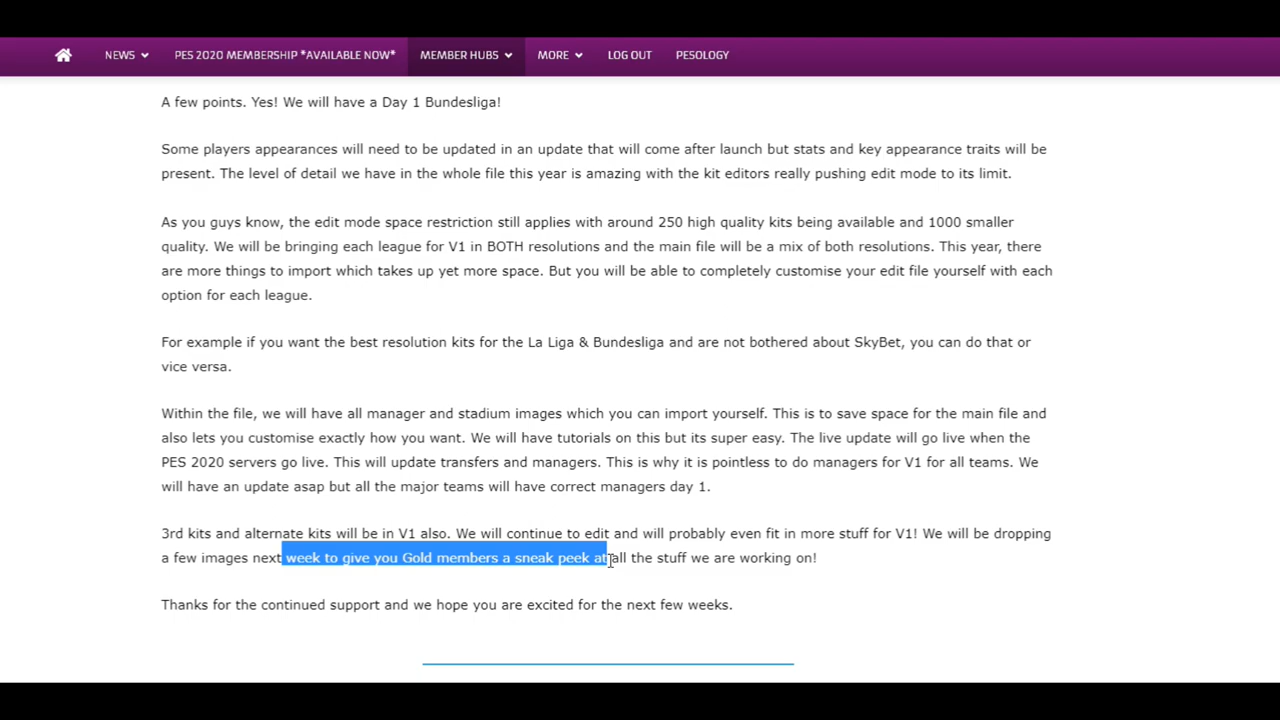 NEWS PES 2020 MEMBERSHIP *AVAILABLE NOW* MEMBER HUBS MORE LOG OUT PESOLOGY
A few points. Yes! We will have a Day 1 Bundesliga!
Some players appearances will need to be updated in an update that will come after launch but stats and key appearance traits will be
present. The level of detail we have in the whole file this year is amazing with the kit editors really pushing edit mode to its limit.
As you guys know, the edit mode space restriction still applies with around 250 high quality kits being available and 1000 smaller
quality. We will be bringing each league for V1 in BOTH resolutions and the main file will be a mix of both resolutions. This year, there
are more things to import which takes up yet more space. But you will be able to completely customise your edit file yourself with each
option for each league.
For example if you want the best resolution kits for the La Liga & Bundesliga and are not bothered about SkyBet, you can do that or
vice versa.
Within the file, we will have all manager and stadium images which you can import yourself. This is to save space for the main file and
also lets you customise exactly how you want. We will have tutorials on this but its super easy. The live update will go live when the
PES 2020 servers go live. This will update transfers and managers. This is why it is pointless to do managers for V1 for all teams. We
will have an update asap but all the major teams will have correct managers day 1.
3rd kits and alternate kits will be in V1 also. We will continue to edit and will probably even fit in more stuff for V1! We will be dropping
a few images next week to give you Gold members a sneak peek at all the stuff we are working on!
Thanks for the continued support and we hope you are excited for the next few weeks.